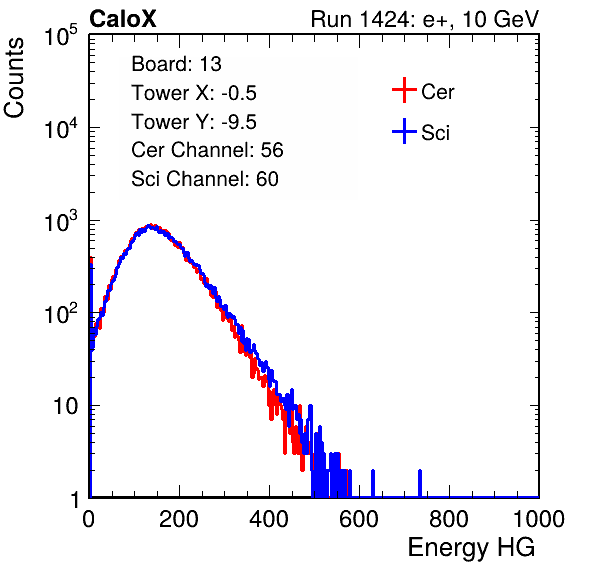 CaloX Run 1424: e+, 10 GeV
Counts
Board: 13
Tower X: -0.5
Tower Y: -9.5
Cer Channel: 56
Sci Channel: 60
Cer
Sci
10^5
10^4
10^3
10^2
10
1
0 200 400 600 800 1000
Energy HG